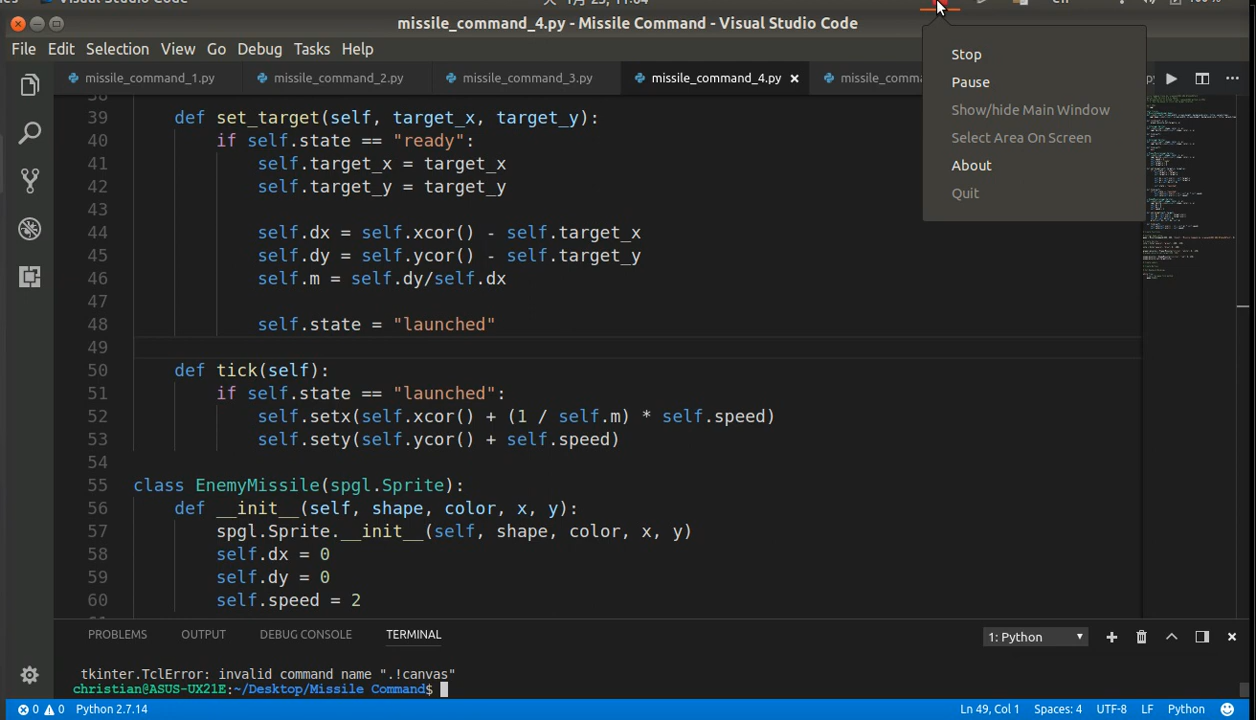 Visual Studio Code
100%
missile_command_4.py - Missile Command - Visual Studio Code
File Edit Selection View Go Debug Tasks Help
missile_command_1.py missile_command_2.py missile_command_3.py missile_command_4.py
Stop
Pause
Show/hide Main Window
Select Area On Screen
About
Quit
38
39 def set_target(self, target_x, target_y):
40 if self.state == "ready":
41 self.target_x = target_x
42 self.target_y = target_y
43
44 self.dx = self.xcor() - self.target_x
45 self.dy = self.ycor() - self.target_y
46 self.m = self.dy/self.dx
47
48 self.state = "launched"
49
50 def tick(self):
51 if self.state == "launched":
52 self.setx(self.xcor() + (1 / self.m) * self.speed)
53 self.sety(self.ycor() + self.speed)
54
55 class EnemyMissile(spgl.Sprite):
56 def __init__(self, shape, color, x, y):
57 spgl.Sprite.__init__(self, shape, color, x, y)
58 self.dx = 0
59 self.dy = 0
60 self.speed = 2
PROBLEMS OUTPUT DEBUG CONSOLE TERMINAL 1: Python
tkinter.TclError: invalid command name ".!canvas"
christian@ASUS-UX21E:~/Desktop/Missile Command$
0 0 Python 2.7.14 Ln 49, Col 1 Spaces: 4 UTF-8 LF Python